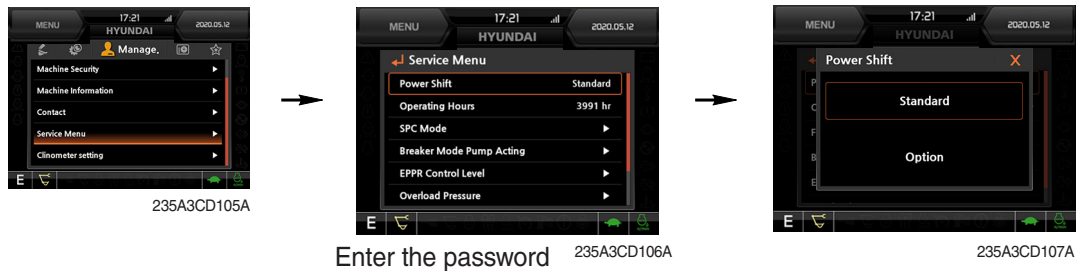 MENU
17:21
HYUNDAI
2020.05.12
Manage.
Machine Security
Machine Information
Contact
Service Menu
Clinometer setting
E
235A3CD105A
MENU
17:21
HYUNDAI
2020.05.12
Service Menu
Power Shift Standard
Operating Hours 3991 hr
SPC Mode
Breaker Mode Pump Acting
EPPR Control Level
Overload Pressure
E
Enter the password
235A3CD106A
MENU
17:21
HYUNDAI
2020.05.12
Power Shift X
Standard
Option
E
235A3CD107A